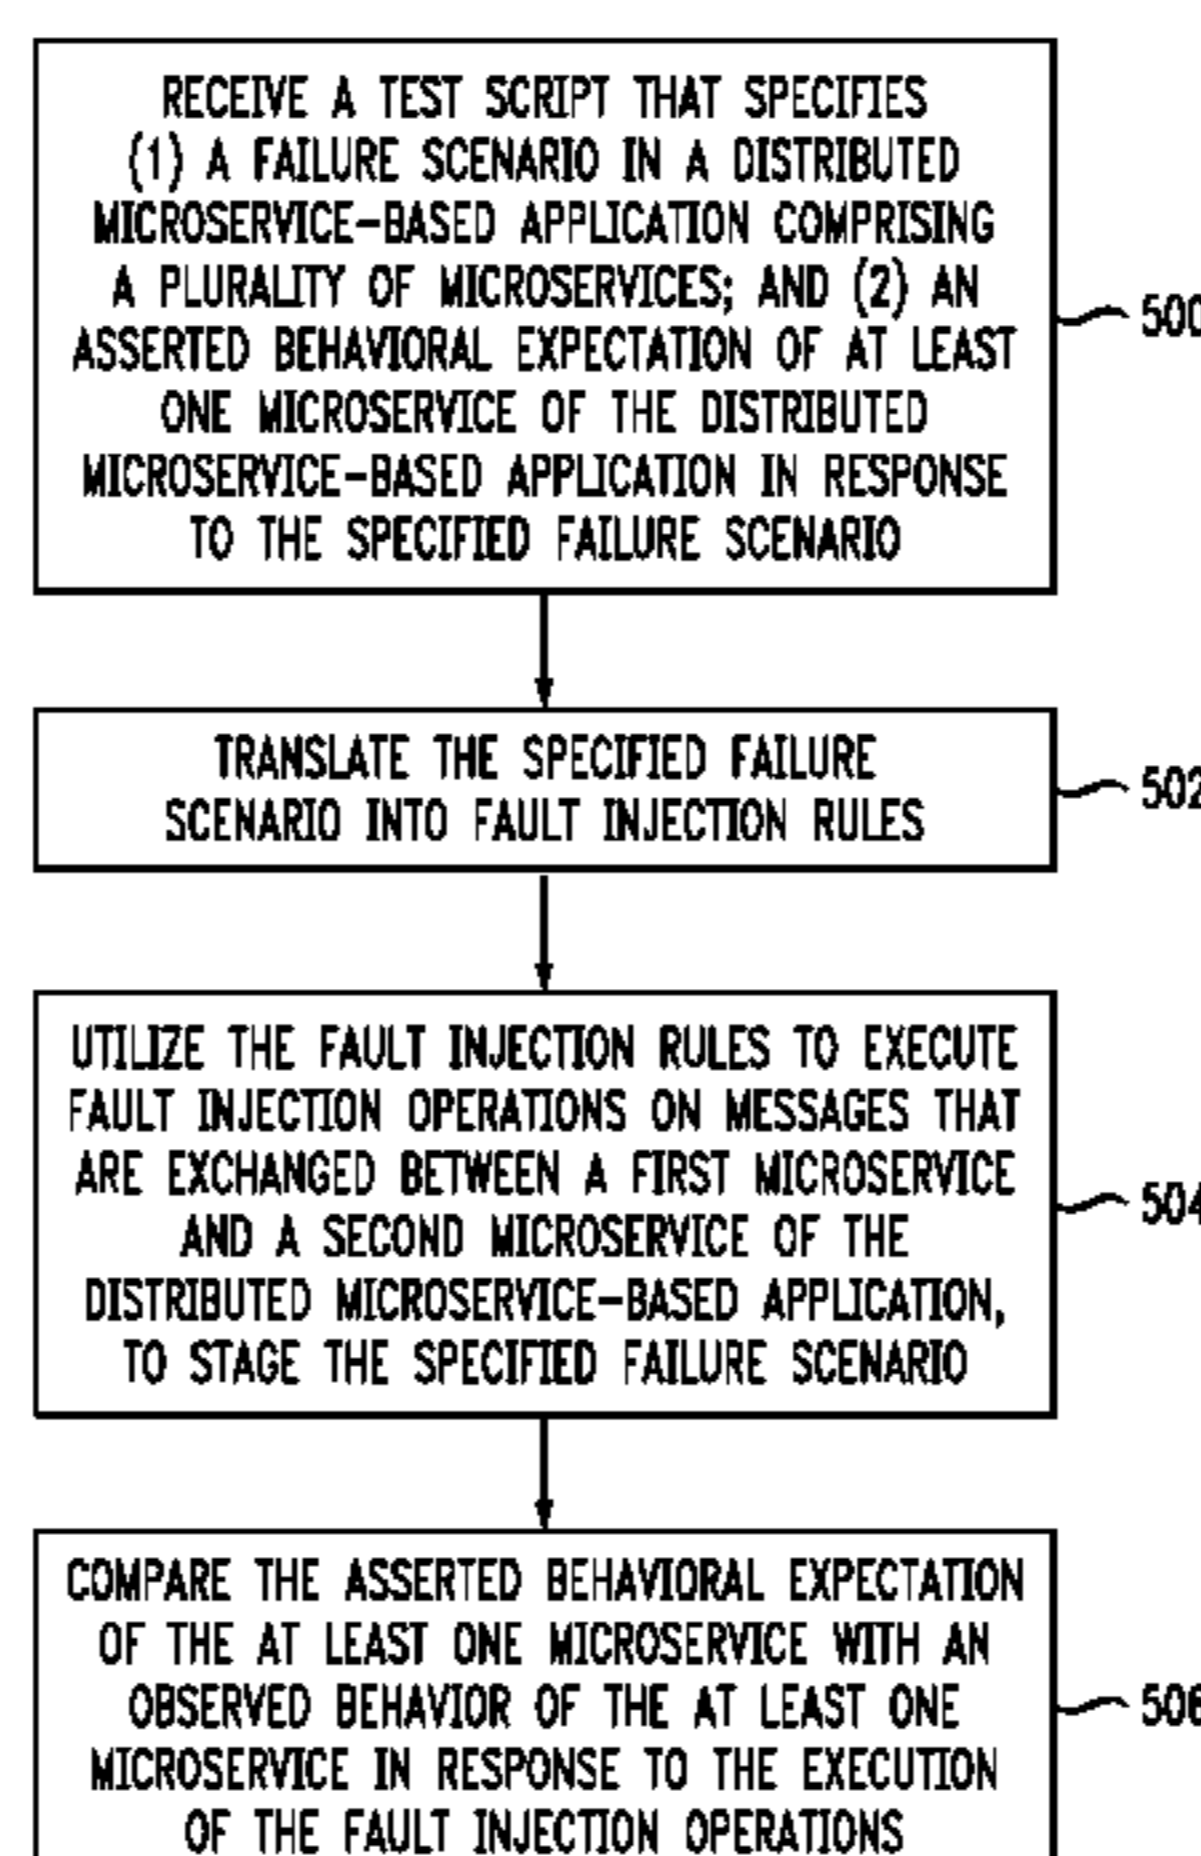 RECEIVE A TEST SCRIPT THAT SPECIFIES
(1) A FAILURE SCENARIO IN A DISTRIBUTED
MICROSERVICE-BASED APPLICATION COMPRISING
A PLURALITY OF MICROSERVICES; AND (2) AN
ASSERTED BEHAVIORAL EXPECTATION OF AT LEAST
ONE MICROSERVICE OF THE DISTRIBUTED
MICROSERVICE-BASED APPLICATION IN RESPONSE
TO THE SPECIFIED FAILURE SCENARIO
500
TRANSLATE THE SPECIFIED FAILURE
SCENARIO INTO FAULT INJECTION RULES
502
UTILIZE THE FAULT INJECTION RULES TO EXECUTE
FAULT INJECTION OPERATIONS ON MESSAGES THAT
ARE EXCHANGED BETWEEN A FIRST MICROSERVICE
AND A SECOND MICROSERVICE OF THE
DISTRIBUTED MICROSERVICE-BASED APPLICATION,
TO STAGE THE SPECIFIED FAILURE SCENARIO
504
COMPARE THE ASSERTED BEHAVIORAL EXPECTATION
OF THE AT LEAST ONE MICROSERVICE WITH AN
OBSERVED BEHAVIOR OF THE AT LEAST ONE
MICROSERVICE IN RESPONSE TO THE EXECUTION
OF THE FAULT INJECTION OPERATIONS
506